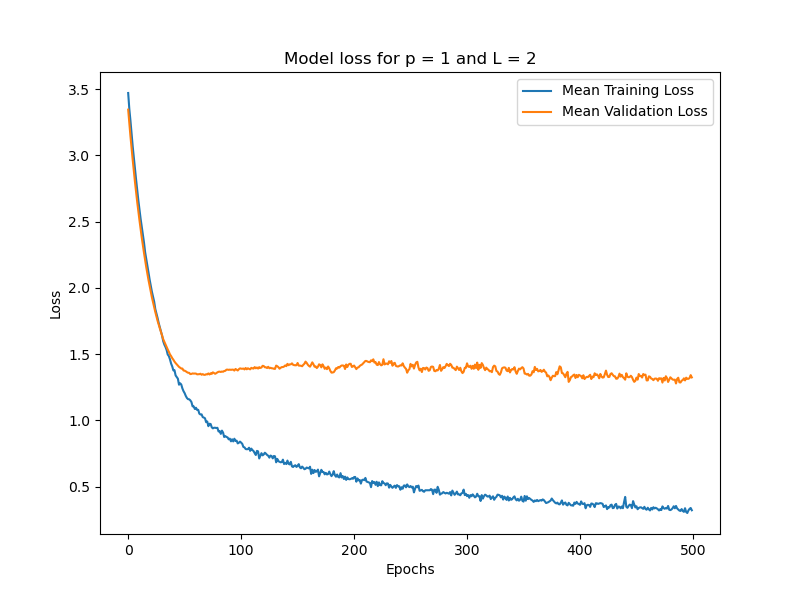 Model loss for p = 1 and L = 2
Mean Training Loss
Mean Validation Loss
Loss
3.5
3.0
2.5
2.0
1.5
1.0
0.5
0 100 200 300 400 500
Epochs